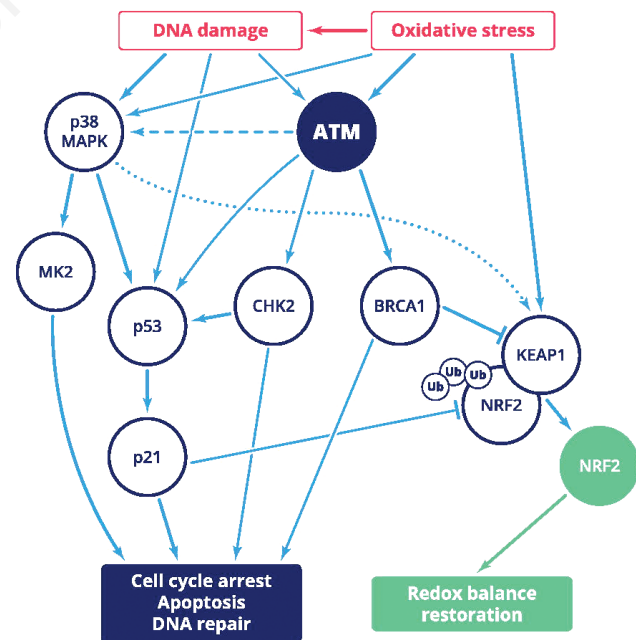 DNA damage
Oxidative stress
p38
MAPK
ATM
MK2
p53
CHK2
BRCA1
KEAP1
Ub
Ub
Ub
NRF2
p21
NRF2
Cell cycle arrest
Apoptosis
DNA repair
Redox balance
restoration